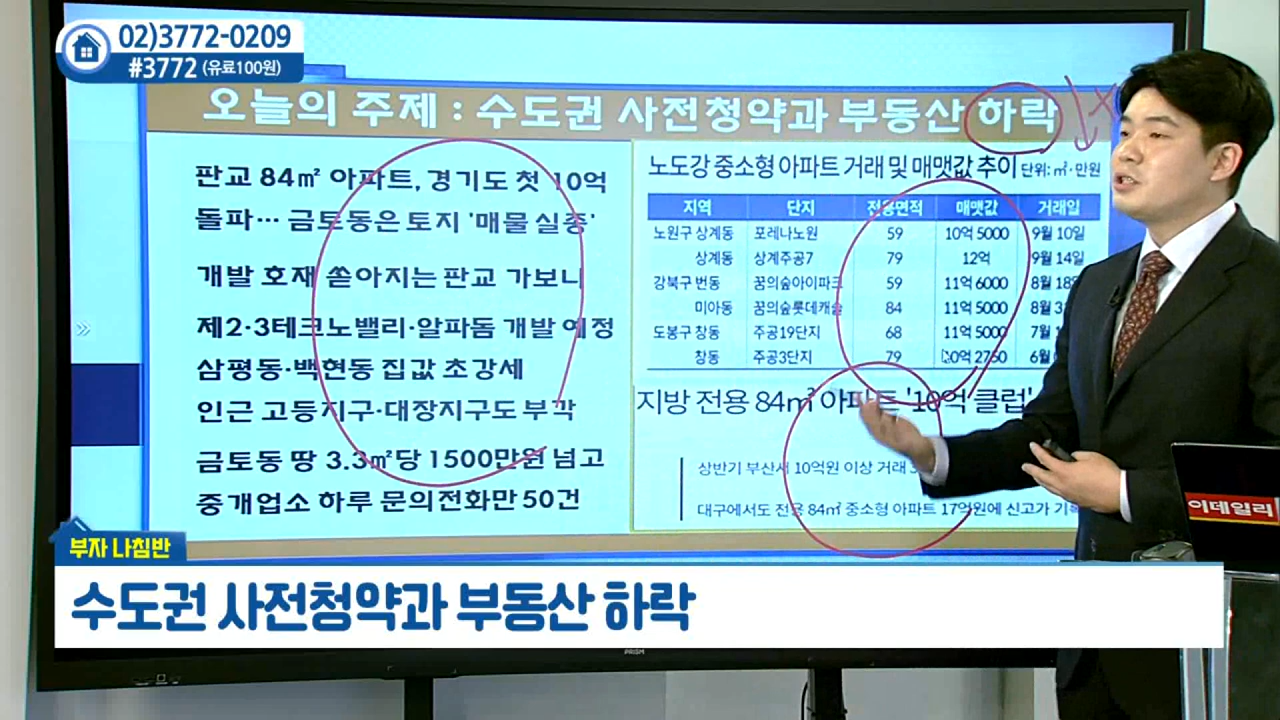 02)3772-0209
#3772 (유료100원)
오늘의 주제 : 수도권 사전청약과 부동산 하락
판교 84㎡ 아파트, 경기도 첫 10억
돌파… 금토동은 토지 '매물 실종'
개발 호재 쏟아지는 판교 가보니
제2·3테크노밸리·알파돔 개발 예정
삼평동·백현동 집값 초강세
인근 고등지구·대장지구도 부각
금토동 땅 3.3㎡당 1500만원 넘고
중개업소 하루 문의전화만 50건
노도강 중소형 아파트 거래 및 매맷값 추이 단위: ㎡·만원
지역 단지 전용면적 매맷값 거래일
노원구 상계동 포레나노원 59 10억 5000 9월 10일
상계동 상계주공7 79 12억 9월 14일
강북구 번동 꿈의숲아이파크 59 11억 6000 8월
미아동 꿈의숲롯데캐슬 84 11억 5000 8월
도봉구 창동 주공19단지 68 11억 5000 7월
창동 주공3단지 79 10억 2750 6월
지방 전용 84㎡ 아파트 '10억 클럽'
상반기 부산서 10억원 이상 거래
대구에서도 전용 84㎡ 중소형 아파트 17억원에 신고가 기록
부자 나침반
수도권 사전청약과 부동산 하락
이데일리
PRISM